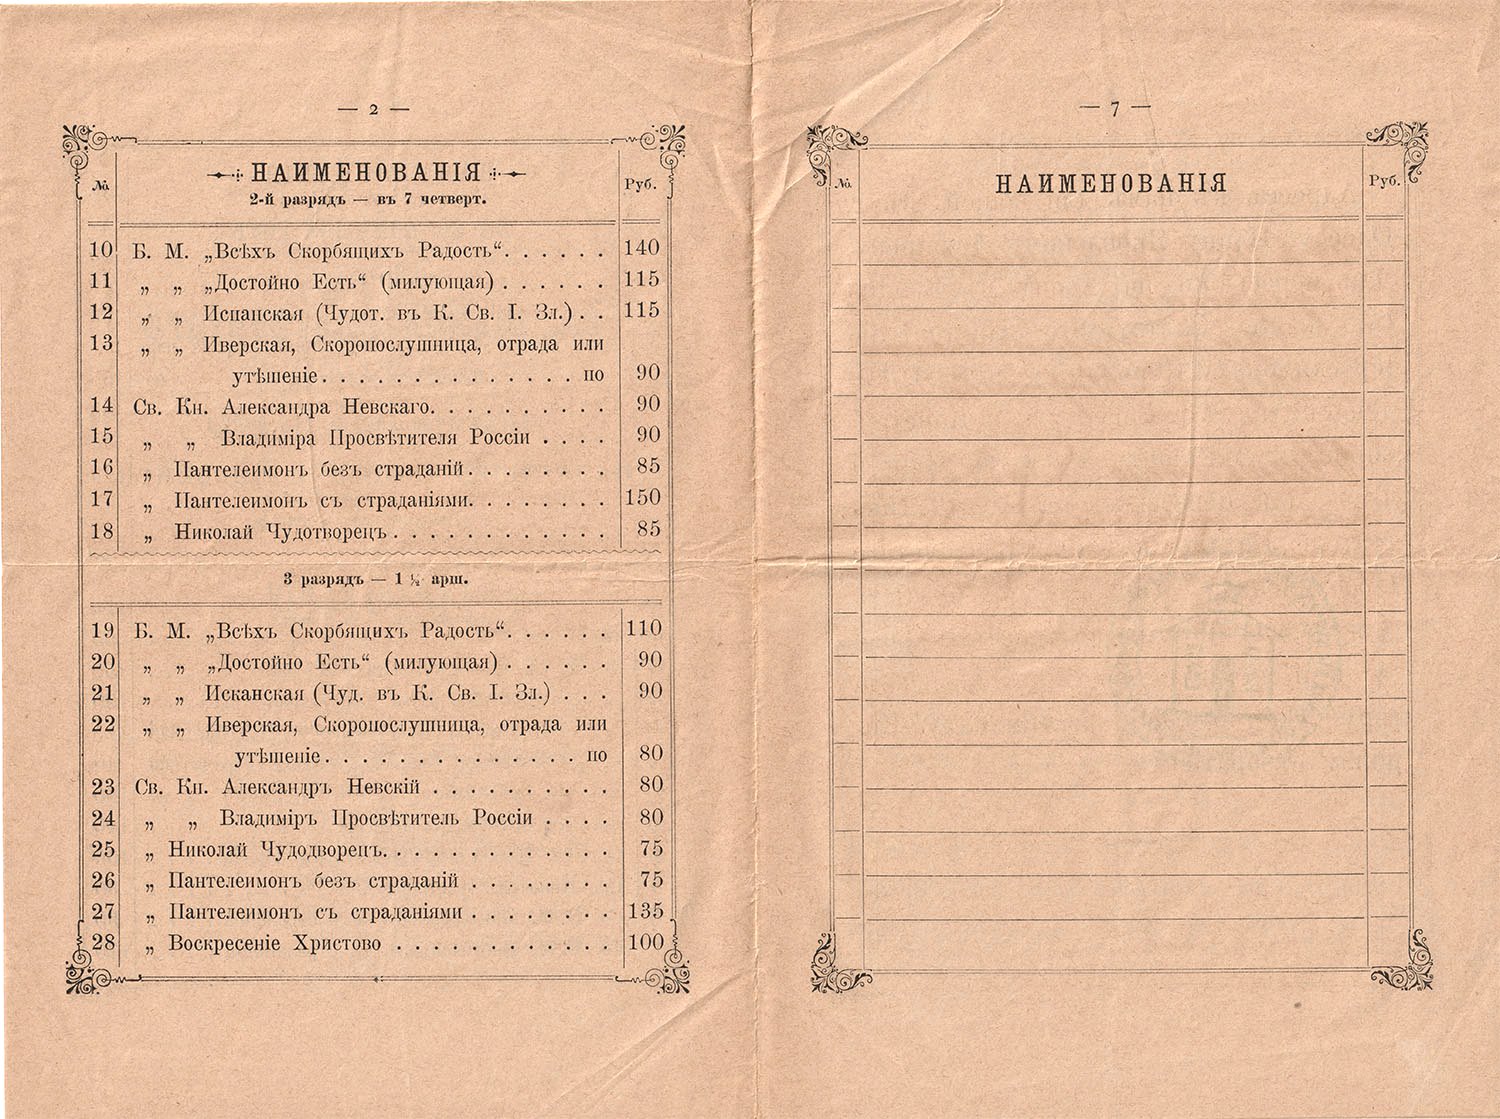 — 2 —
№
НАИМЕНОВАНІЯ
2-й разрядъ — въ 7 четверт.
Руб.
10 Б. М. „Всѣхъ Скорбящихъ Радость“. . . . . . 140
11 „ „ „Достойно Есть“ (милующая) . . . . . . 115
12 „ „ Испанская (Чудот. въ К. Св. І. Зл.) . . 115
13 „ „ Иверская, Скоропослушница, отрада или
утѣшеніе. . . . . . . . . . . . . . по 90
14 Св. Кн. Александра Невскаго. . . . . . . . . . 90
15 „ „ Владиміра Просвѣтителя Россіи . . . . 90
16 „ Пантелеимонъ безъ страданій. . . . . . . . 85
17 „ Пантелеимонъ съ страданіями. . . . . . . . 150
18 „ Николай Чудотворецъ. . . . . . . . . . . . 85
3 разрядъ — 1 ½ арш.
19 Б. М. „Всѣхъ Скорбящихъ Радость“. . . . . . 110
20 „ „ „Достойно Есть“ (милующая) . . . . . . 90
21 „ „ Исканская (Чуд. въ К. Св. І. Зл.) . . . 90
22 „ „ Иверская, Скоропослушница, отрада или
утѣшеніе. . . . . . . . . . . . . . по 80
23 Св. Кн. Александръ Невскій . . . . . . . . . . 80
24 „ „ Владиміръ Просвѣтитель Россіи . . . . 80
25 „ Николай Чудодворецъ. . . . . . . . . . . . 75
26 „ Пантелеимонъ безъ страданій . . . . . . . . 75
27 „ Пантелеимонъ съ страданіями . . . . . . . . 135
28 „ Воскресеніе Христово . . . . . . . . . . . . 100
— 7 —
№
НАИМЕНОВАНІЯ
Руб.